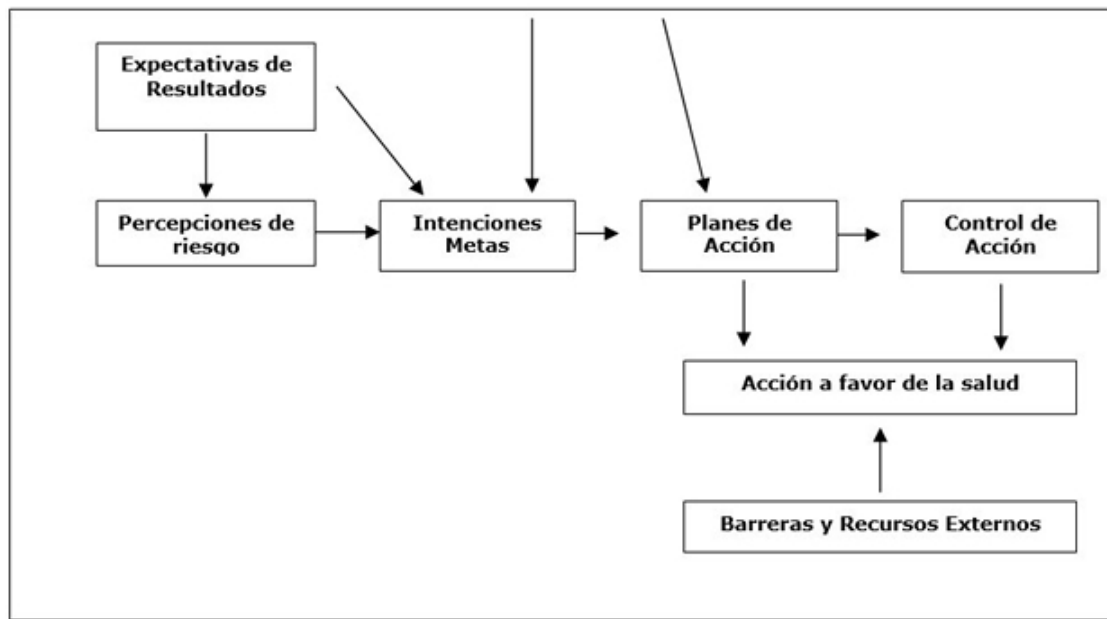 Expectativas de
Resultados
Percepciones de
riesgo
Intenciones
Metas
Planes de
Acción
Control de
Acción
Acción a favor de la salud
Barreras y Recursos Externos